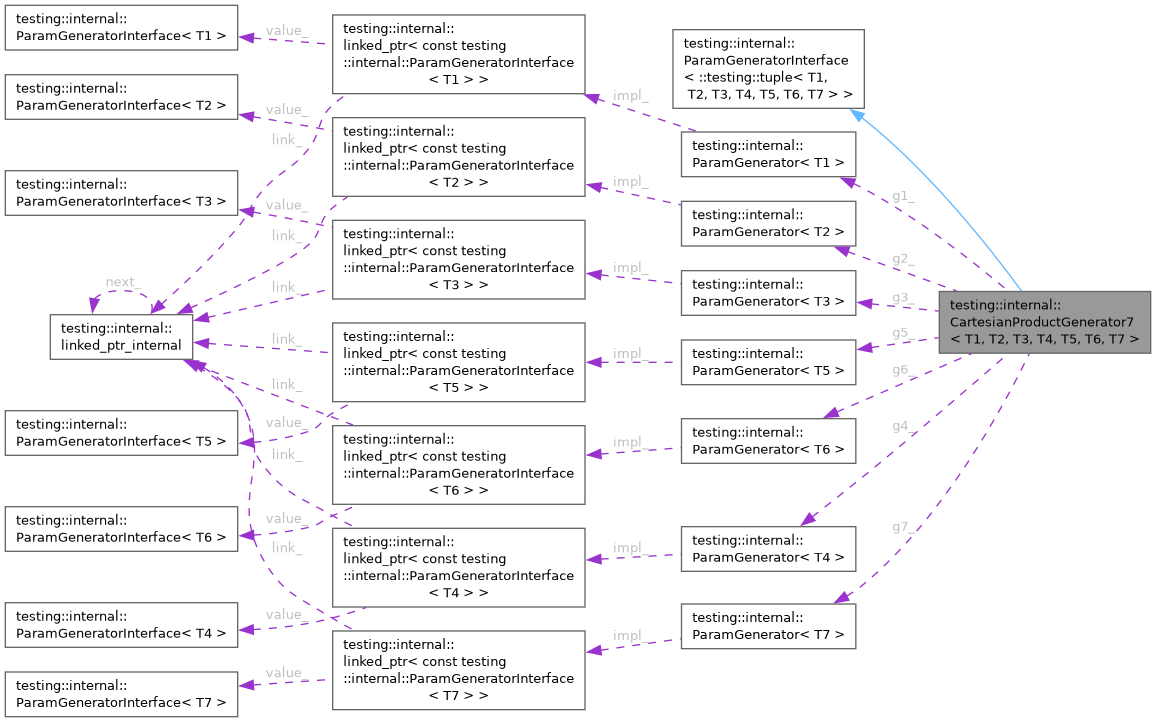 testing::internal::
ParamGeneratorInterface< T1 >
testing::internal::
ParamGeneratorInterface< T2 >
testing::internal::
ParamGeneratorInterface< T3 >
testing::internal::
linked_ptr_internal
testing::internal::
ParamGeneratorInterface< T5 >
testing::internal::
ParamGeneratorInterface< T6 >
testing::internal::
ParamGeneratorInterface< T4 >
testing::internal::
ParamGeneratorInterface< T7 >
next_
value_
link_
value_
value_
link_
link_
link_
link_
value_
link_
value_
link_
value_
value_
testing::internal::
linked_ptr< const testing
::internal::ParamGeneratorInterface
< T1 > >
testing::internal::
linked_ptr< const testing
::internal::ParamGeneratorInterface
< T2 > >
testing::internal::
linked_ptr< const testing
::internal::ParamGeneratorInterface
< T3 > >
testing::internal::
linked_ptr< const testing
::internal::ParamGeneratorInterface
< T5 > >
testing::internal::
linked_ptr< const testing
::internal::ParamGeneratorInterface
< T6 > >
testing::internal::
linked_ptr< const testing
::internal::ParamGeneratorInterface
< T4 > >
testing::internal::
linked_ptr< const testing
::internal::ParamGeneratorInterface
< T7 > >
impl_
impl_
impl_
impl_
impl_
impl_
impl_
testing::internal::
ParamGeneratorInterface
< ::testing::tuple< T1,
T2, T3, T4, T5, T6, T7 > >
testing::internal::
ParamGenerator< T1 >
testing::internal::
ParamGenerator< T2 >
testing::internal::
ParamGenerator< T3 >
testing::internal::
ParamGenerator< T5 >
testing::internal::
ParamGenerator< T6 >
testing::internal::
ParamGenerator< T4 >
testing::internal::
ParamGenerator< T7 >
g1_
g2_
g3_
g5_
g6_
g4_
g7_
testing::internal::
CartesianProductGenerator7
< T1, T2, T3, T4, T5, T6, T7 >